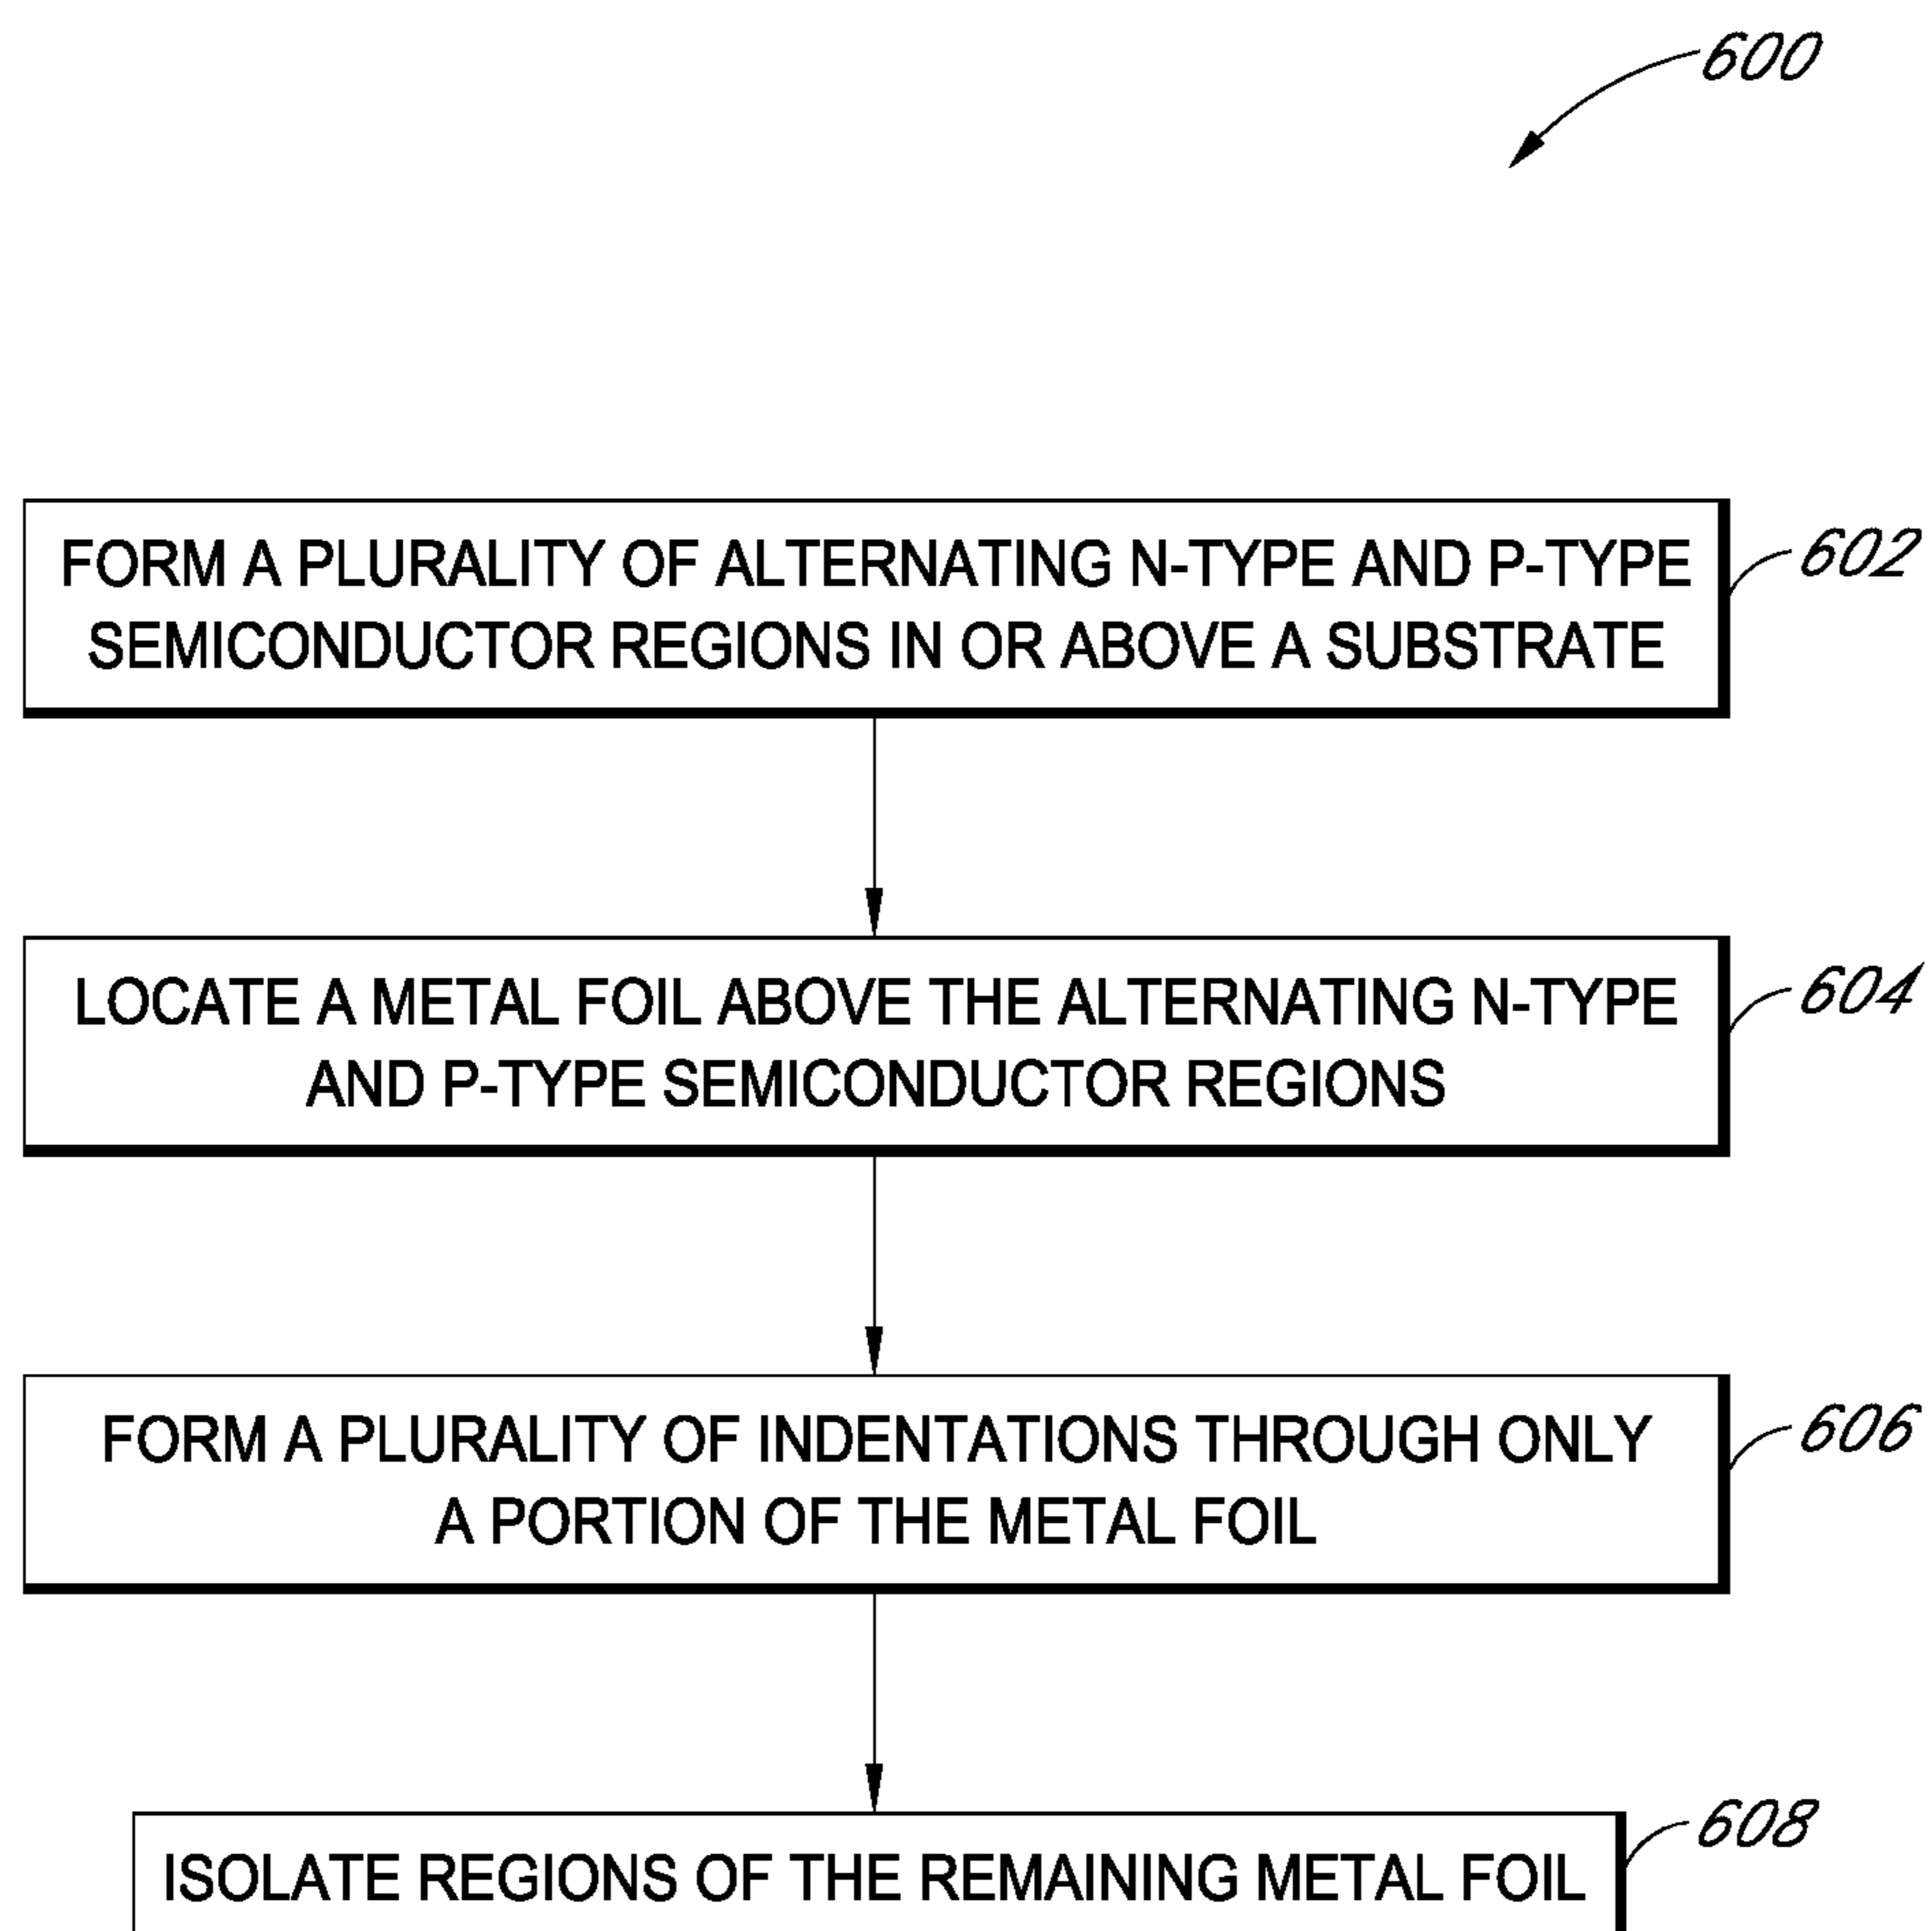 600
FORM A PLURALITY OF ALTERNATING N-TYPE AND P-TYPE
SEMICONDUCTOR REGIONS IN OR ABOVE A SUBSTRATE
602
LOCATE A METAL FOIL ABOVE THE ALTERNATING N-TYPE
AND P-TYPE SEMICONDUCTOR REGIONS
604
FORM A PLURALITY OF INDENTATIONS THROUGH ONLY
A PORTION OF THE METAL FOIL
606
ISOLATE REGIONS OF THE REMAINING METAL FOIL
608